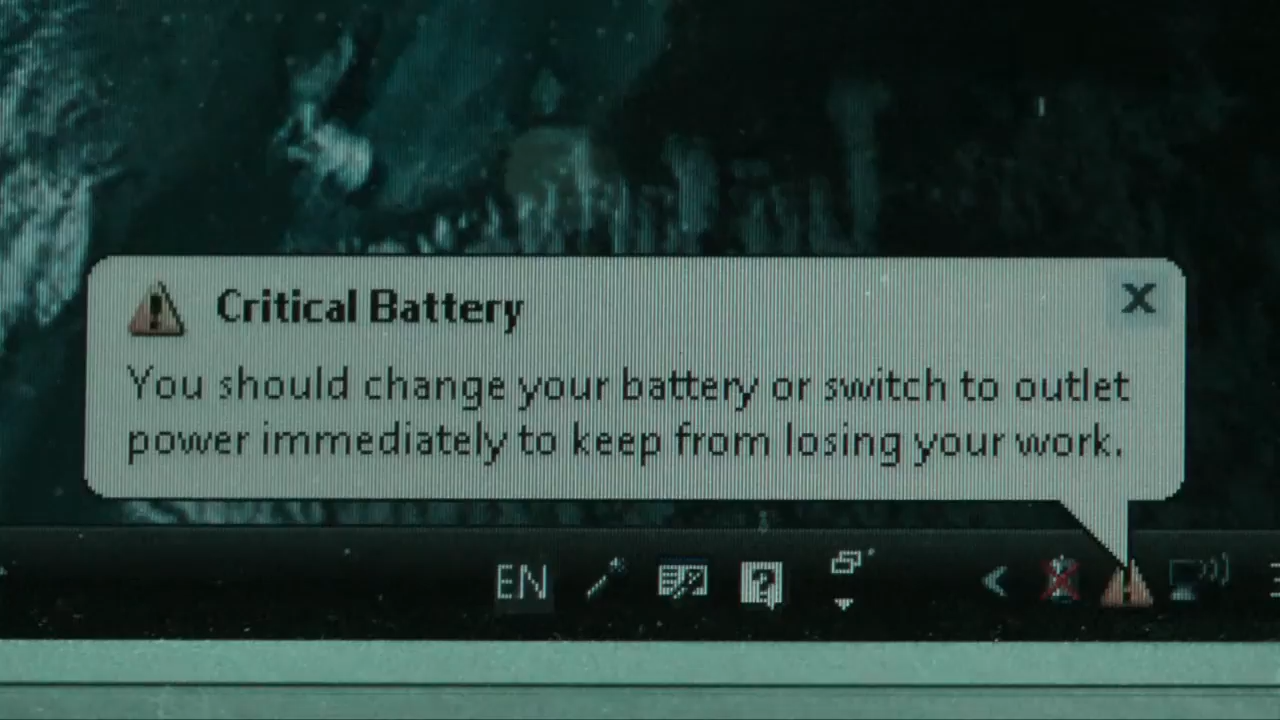 Critical Battery
You should change your battery or switch to outlet
power immediately to keep from losing your work.
EN